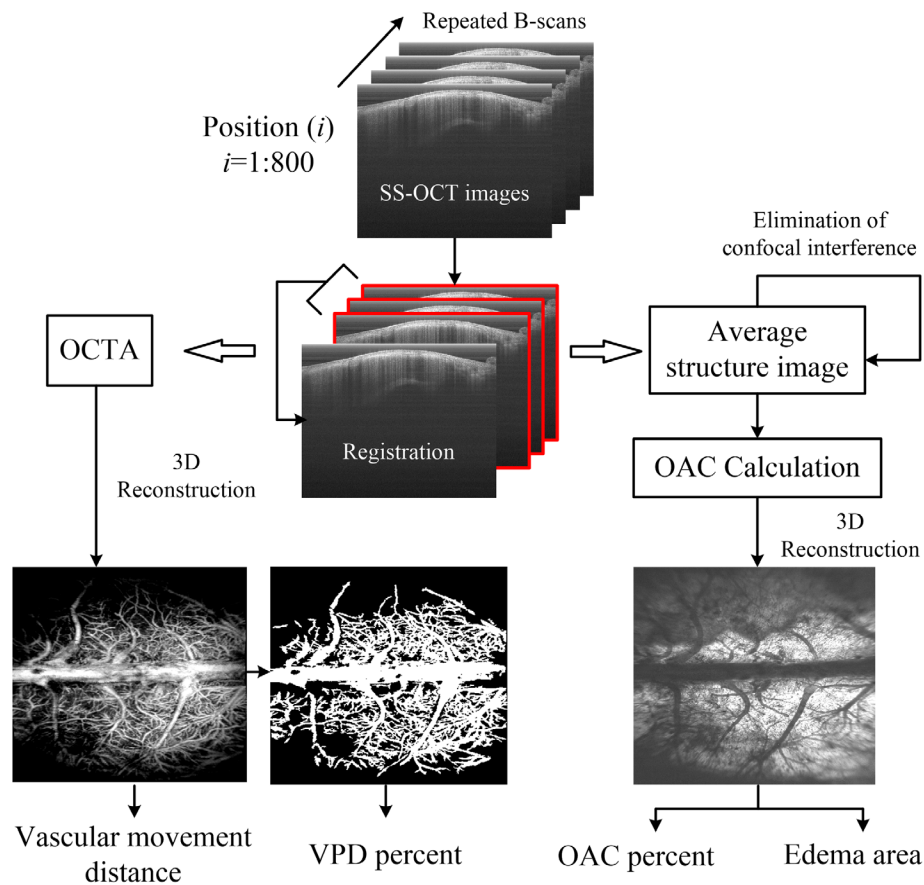 Repeated B-scans
Position (i)
i=1:800
SS-OCT images
Elimination of
confocal interference
OCTA
Average
structure image
Registration
3D
Reconstruction
OAC Calculation
3D
Reconstruction
Vascular movement
distance
VPD percent
OAC percent
Edema area